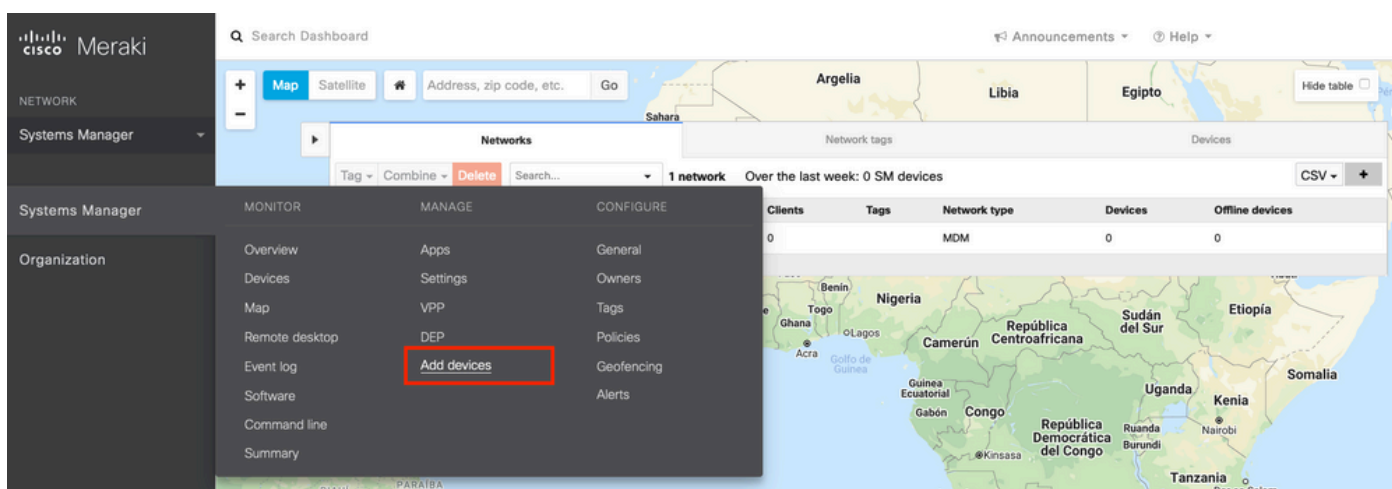 cisco Meraki
Search Dashboard
Announcements
Help
NETWORK
Systems Manager
Systems Manager
Organization
+
−
Map
Satellite
Address, zip code, etc.
Go
Hide table
Networks
Network tags
Devices
Tag
Combine
Delete
Search...
1 network
Over the last week: 0 SM devices
CSV
+
Clients
Tags
Network type
Devices
Offline devices
0
MDM
0
0
MONITOR
Overview
Devices
Map
Remote desktop
Event log
Software
Command line
Summary
MANAGE
Apps
Settings
VPP
DEP
Add devices
CONFIGURE
General
Owners
Tags
Policies
Geofencing
Alerts
Argelia
Libia
Egipto
Sahara
Benín
Togo
Ghana
Nigeria
Lagos
Acra
Golfo de
Guinea
Camerún
República
Centroafricana
Sudán
del Sur
Etiopía
Somalia
Guinea
Ecuatorial
Gabón
Congo
Uganda
Kenia
Nairobi
República
Democrática
del Congo
Ruanda
Burundi
Kinsasa
Tanzania
PARAÍBA